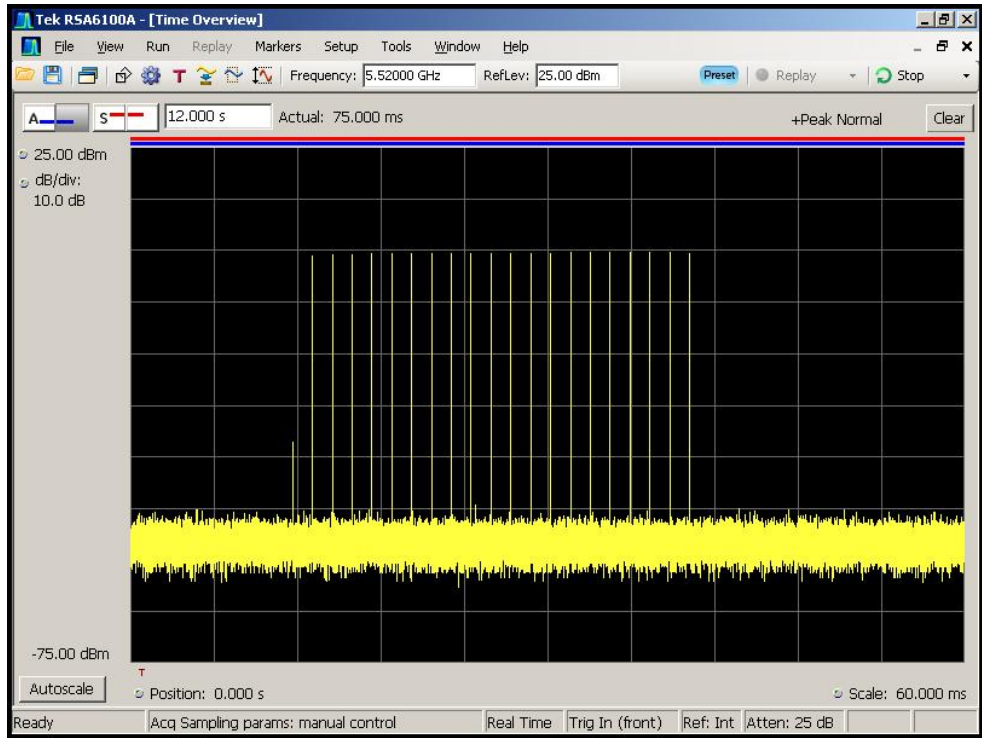 Tek RSA6100A - [Time Overview]
File View Run Replay Markers Setup Tools Window Help
T Frequency: 5.52000 GHz RefLev: 25.00 dBm Preset Replay Stop
A S 12.000 s Actual: 75.000 ms +Peak Normal Clear
25.00 dBm
dB/div:
10.0 dB
-75.00 dBm
T
Autoscale Position: 0.000 s Scale: 60.000 ms
Ready Acq Sampling params: manual control Real Time Trig In (front) Ref: Int Atten: 25 dB